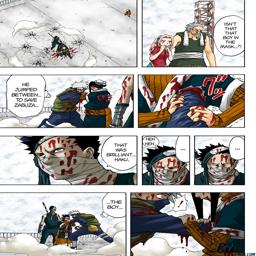 ISN'T
THAT
THAT
BOY IN
THE
MASK...?!
HE
JUMPED
BETWEEN...
TO SAVE
ZABUZA...
THAT
WAS
BRILLIANT...
HAKU.
HEH
HEH...
...
...THE
BOY...